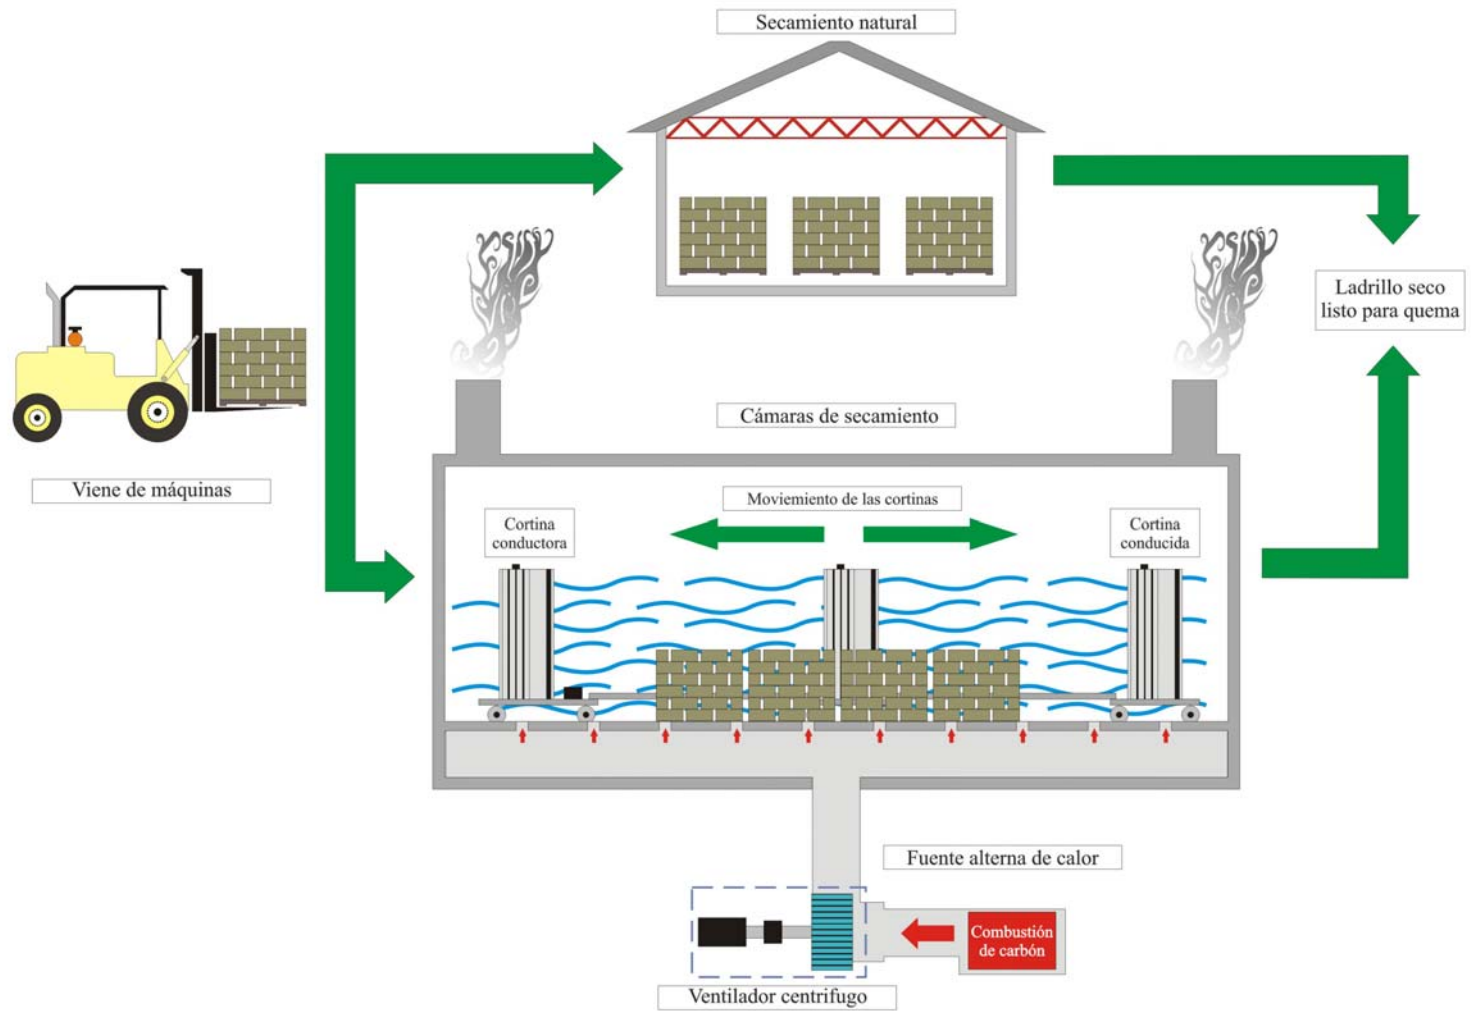 Secamiento natural
Ladrillo seco
listo para quema
Cámaras de secamiento
Viene de máquinas
Moviemiento de las cortinas
Cortina
conductora
Cortina
conducida
Fuente alterna de calor
Combustión
de carbón
Ventilador centrifugo